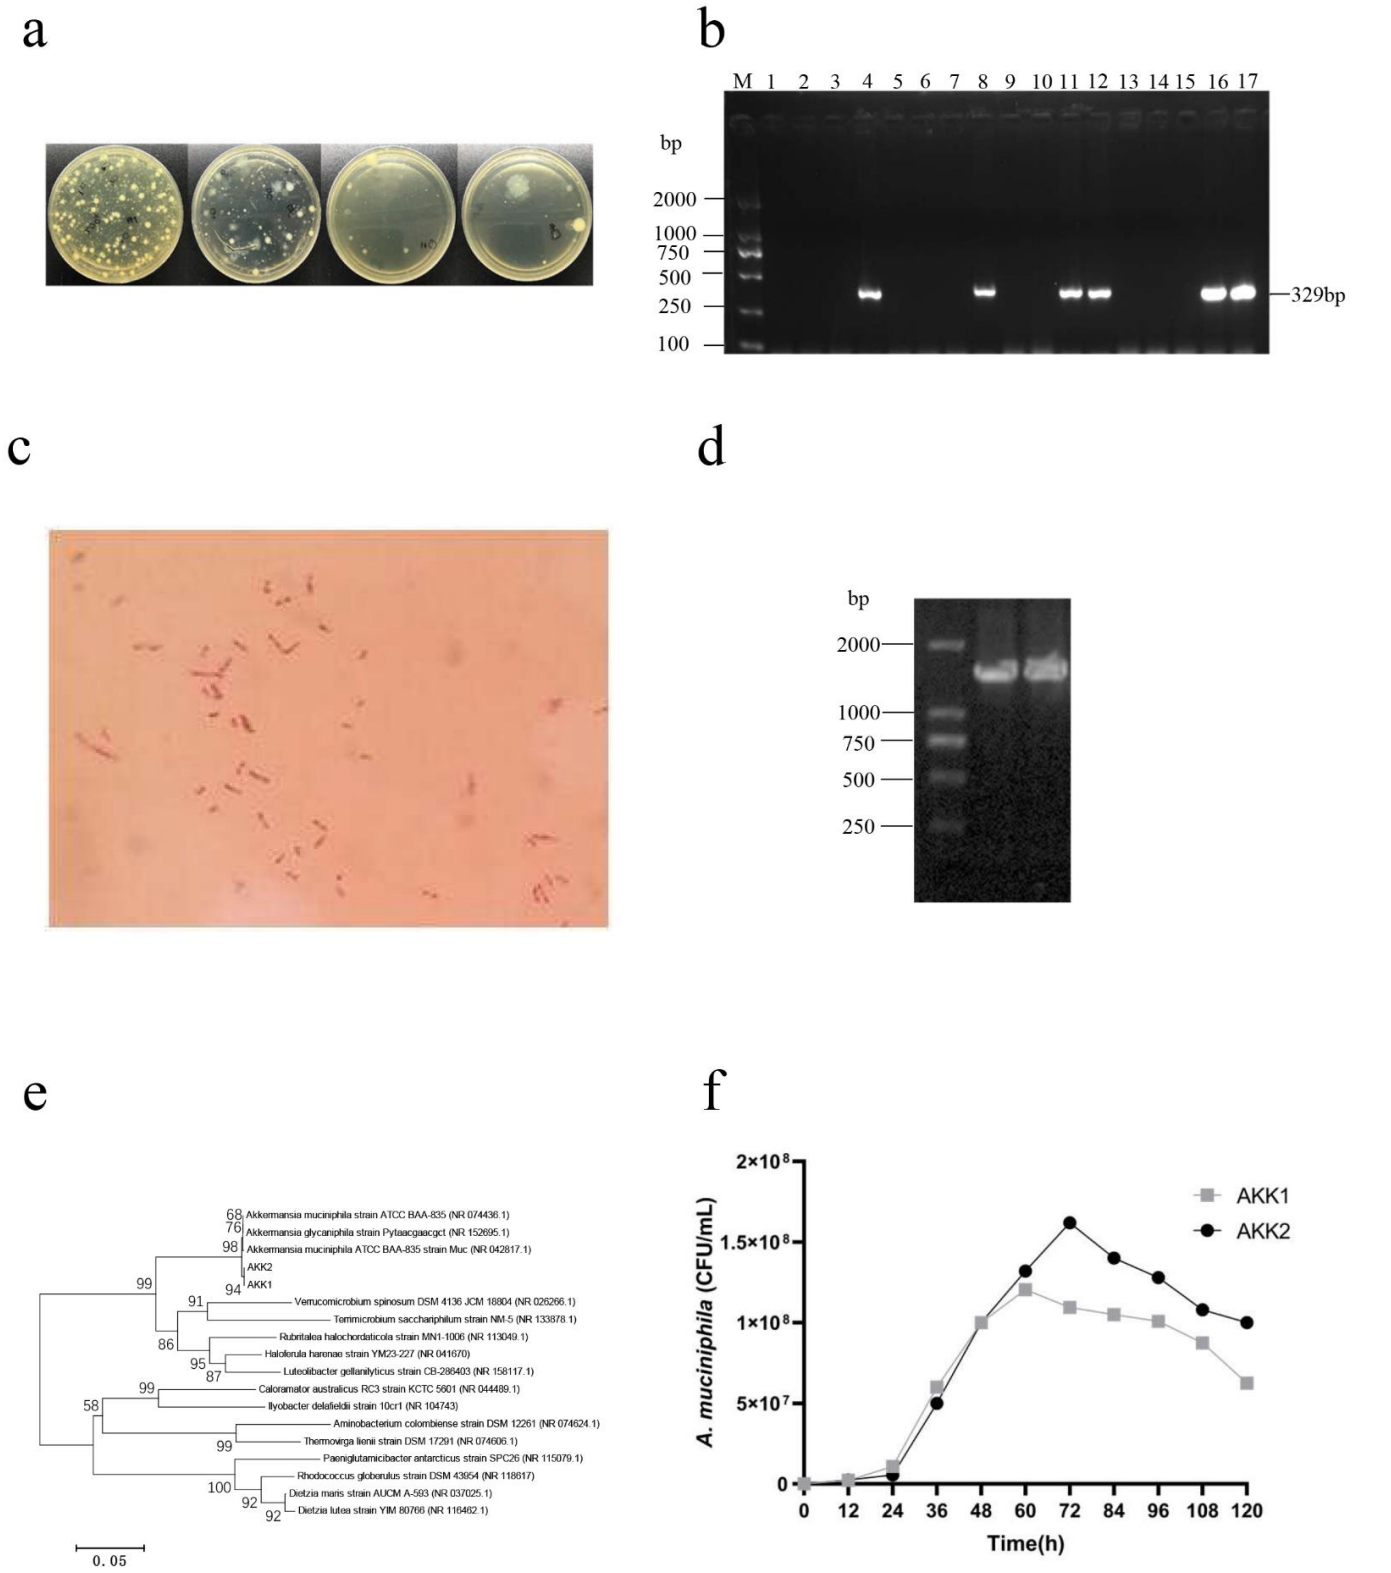 a
b
M 1 2 3 4 5 6 7 8 9 10 11 12 13 14 15 16 17
bp
2000
1000
750
500
250
100
329bp
c
d
bp
2000
1000
750
500
250
e
68
76
98
94
99
91
86
95
87
99
58
99
100
92
92
Akkermansia muciniphila strain ATCC BAA-835 (NR 074436.1)
Akkermansia glycaniphila strain Pytaacgaacgct (NR 152695.1)
Akkermansia muciniphila ATCC BAA-835 strain Muc (NR 042817.1)
AKK2
AKK1
Verrucomicrobium spinosum DSM 4136 JCM 18804 (NR 026266.1)
Terrimicrobium sacchariphilum strain NM-5 (NR 133878.1)
Rubritalea halochordaticola strain MN1-1006 (NR 113049.1)
Haloferula harenae strain YM23-227 (NR 041670)
Luteolibacter gellanilyticus strain CB-286403 (NR 158117.1)
Caloramator australicus RC3 strain KCTC 5601 (NR 044489.1)
Ilyobacter delafieldii strain 10cr1 (NR 104743)
Aminobacterium colombiense strain DSM 12261 (NR 074624.1)
Thermovirga lienii strain DSM 17291 (NR 074606.1)
Paeniglutamicibacter antarcticus strain SPC26 (NR 115079.1)
Rhodococcus globerulus strain DSM 43954 (NR 118617)
Dietzia maris strain AUCM A-593 (NR 037025.1)
Dietzia lutea strain YIM 80766 (NR 116462.1)
0.05
f
A. muciniphila (CFU/mL)
2×10⁸
1.5×10⁸
1×10⁸
5×10⁷
0
AKK1
AKK2
0 12 24 36 48 60 72 84 96 108 120
Time(h)